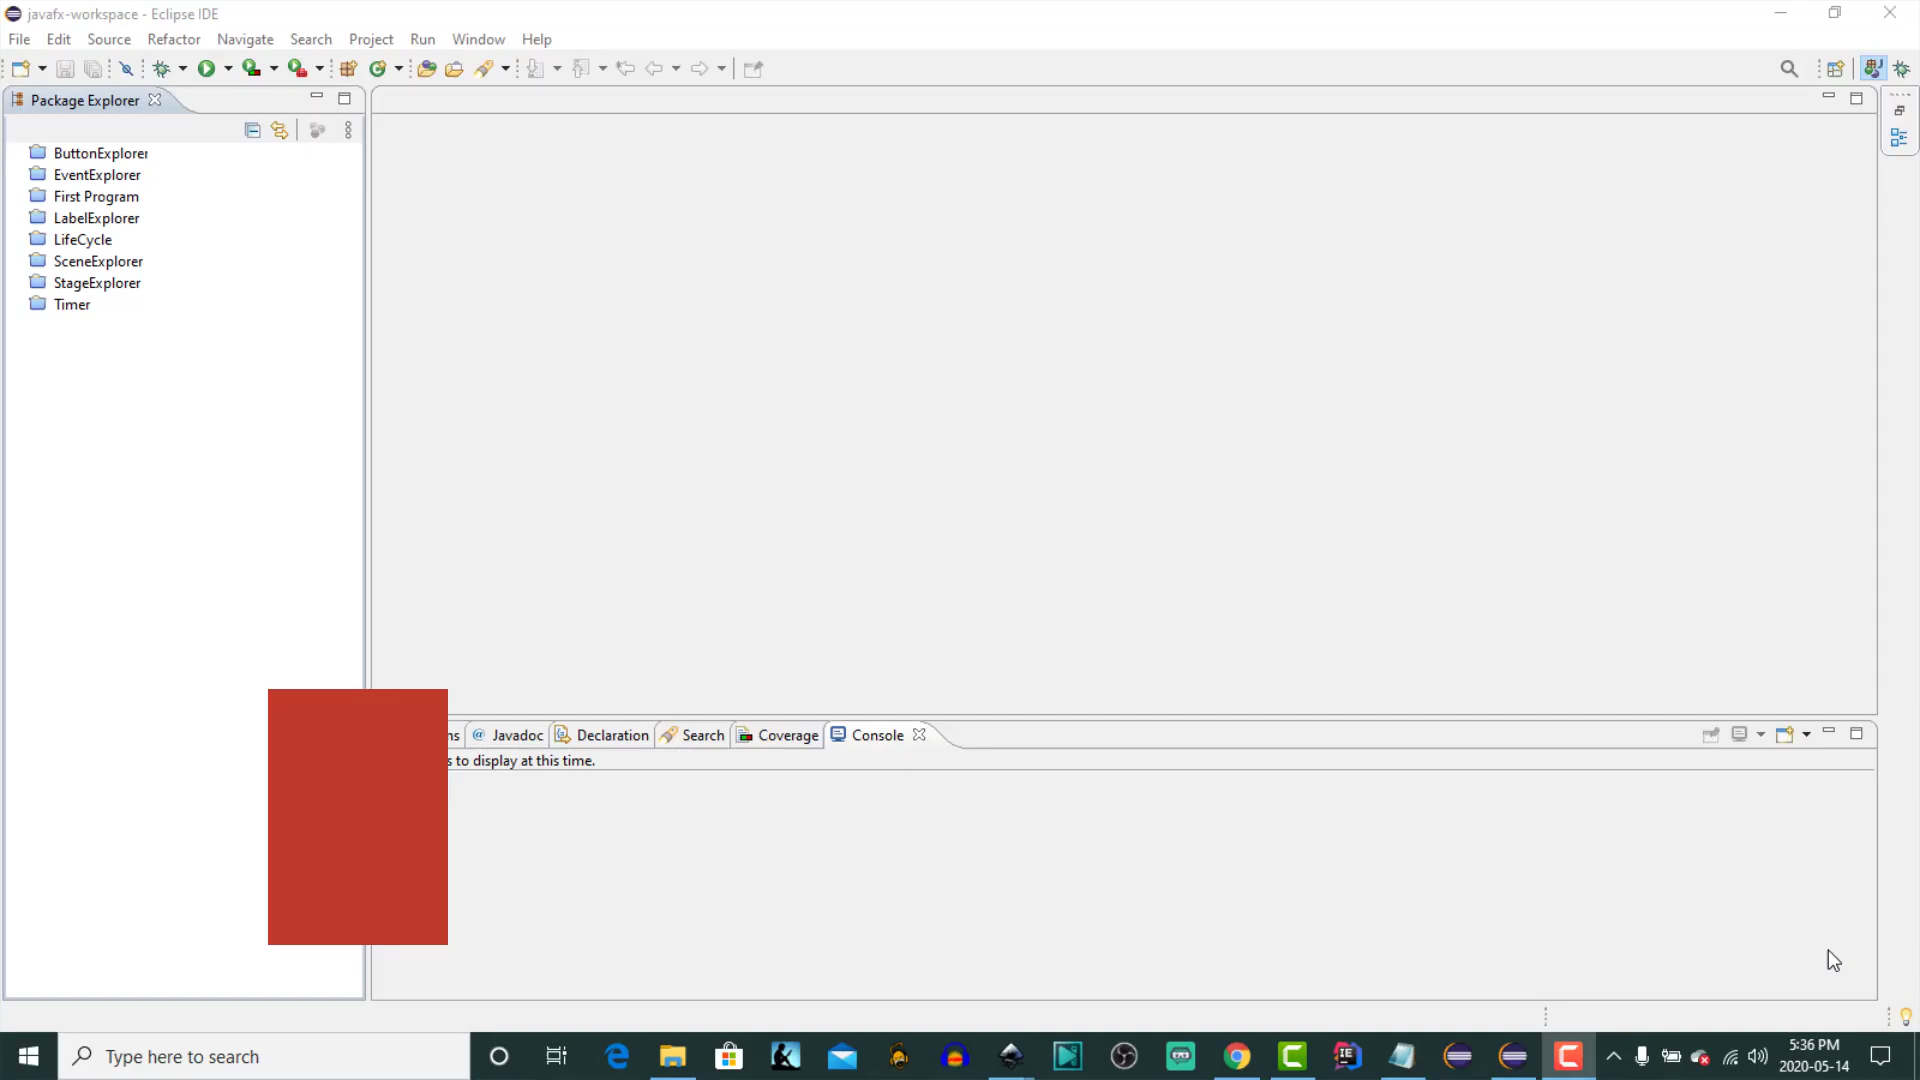 javafx-workspace - Eclipse IDE
File Edit Source Refactor Navigate Search Project Run Window Help
Package Explorer
ButtonExplorer
EventExplorer
First Program
LabelExplorer
LifeCycle
SceneExplorer
StageExplorer
Timer
ns @ Javadoc Declaration Search Coverage Console
s to display at this time.
Type here to search
5:36 PM
2020-05-14